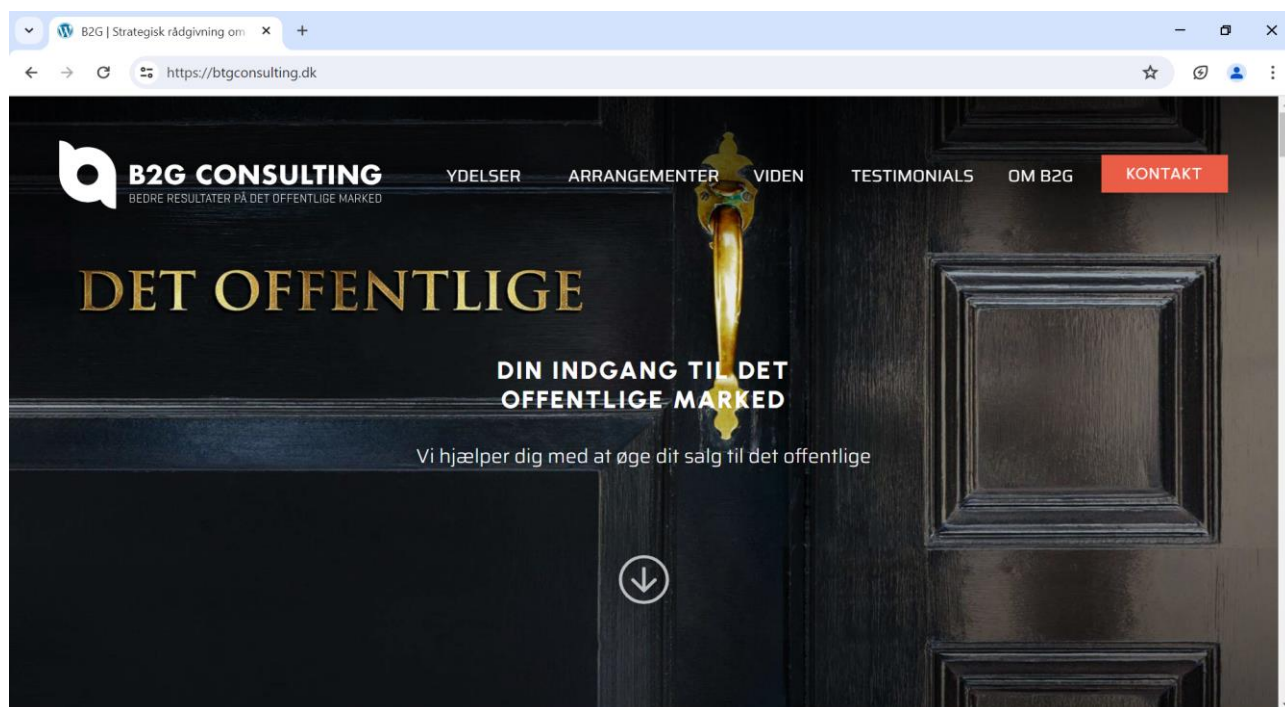 B2G | Strategisk rådgivning om
https://btgconsulting.dk
B2G CONSULTING
BEDRE RESULTATER PÅ DET OFFENTLIGE MARKED
YDELSER ARRANGEMENTER VIDEN TESTIMONIALS OM B2G KONTAKT
DET OFFENTLIGE
DIN INDGANG TIL DET
OFFENTLIGE MARKED
Vi hjælper dig med at øge dit salg til det offentlige